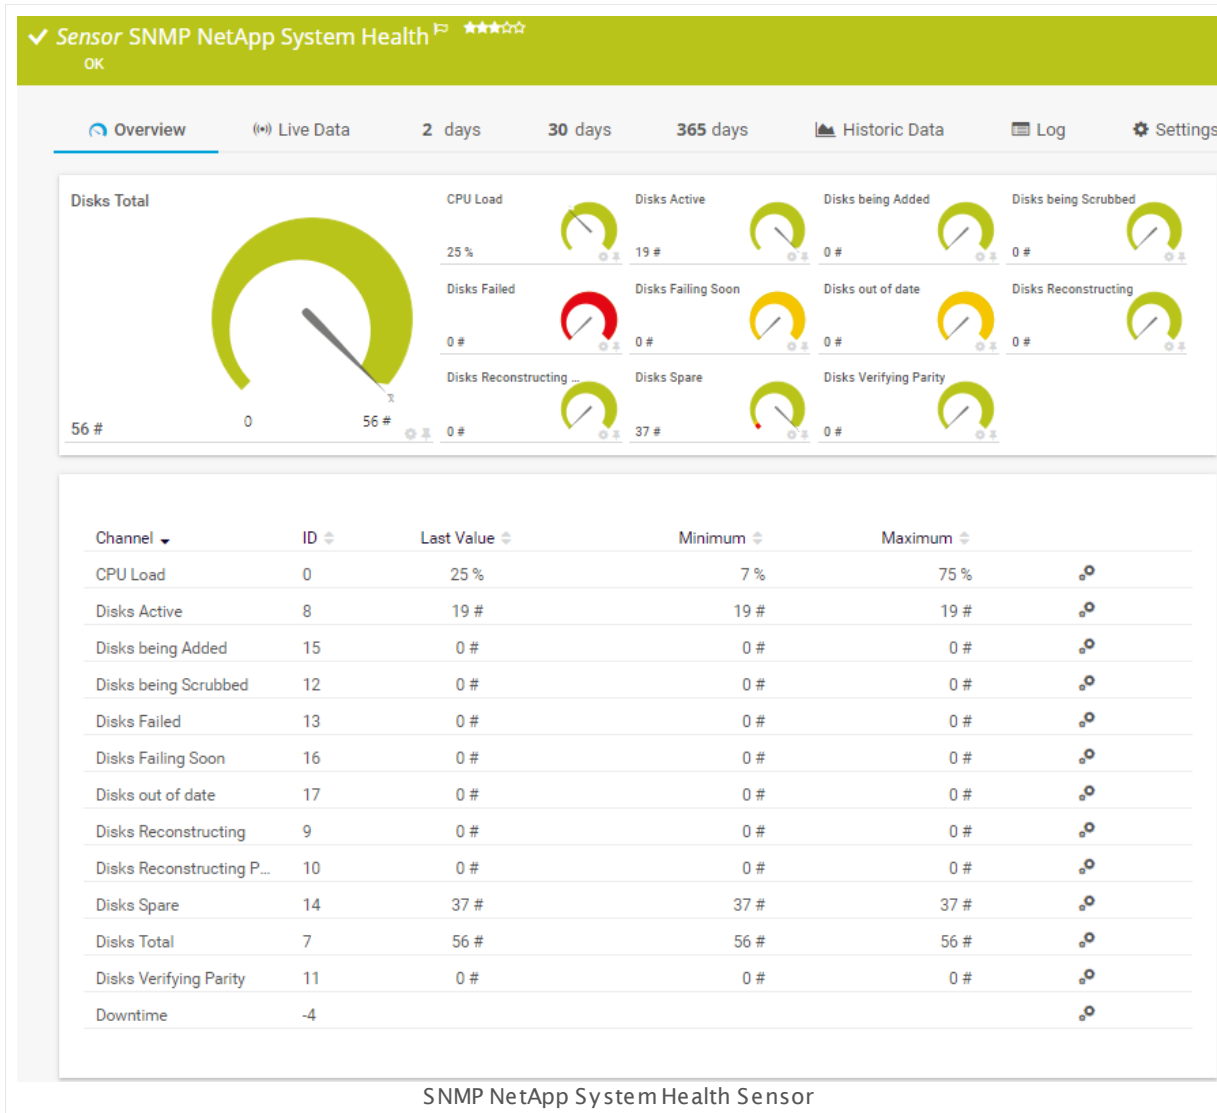 Sensor SNMP NetApp System Health
OK
Overview Live Data 2 days 30 days 365 days Historic Data Log Settings
Disks Total
56 #
0
56 #
CPU Load
25 %
Disks Active
19 #
Disks being Added
0 #
Disks being Scrubbed
0 #
Disks Failed
0 #
Disks Failing Soon
0 #
Disks out of date
0 #
Disks Reconstructing
0 #
Disks Reconstructing ...
0 #
Disks Spare
37 #
Disks Verifying Parity
0 #
Channel ID Last Value Minimum Maximum
CPU Load 0 25 % 7 % 75 %
Disks Active 8 19 # 19 # 19 #
Disks being Added 15 0 # 0 # 0 #
Disks being Scrubbed 12 0 # 0 # 0 #
Disks Failed 13 0 # 0 # 0 #
Disks Failing Soon 16 0 # 0 # 0 #
Disks out of date 17 0 # 0 # 0 #
Disks Reconstructing 9 0 # 0 # 0 #
Disks Reconstructing P... 10 0 # 0 # 0 #
Disks Spare 14 37 # 37 # 37 #
Disks Total 7 56 # 56 # 56 #
Disks Verifying Parity 11 0 # 0 # 0 #
Downtime -4
SNMP NetApp System Health Sensor